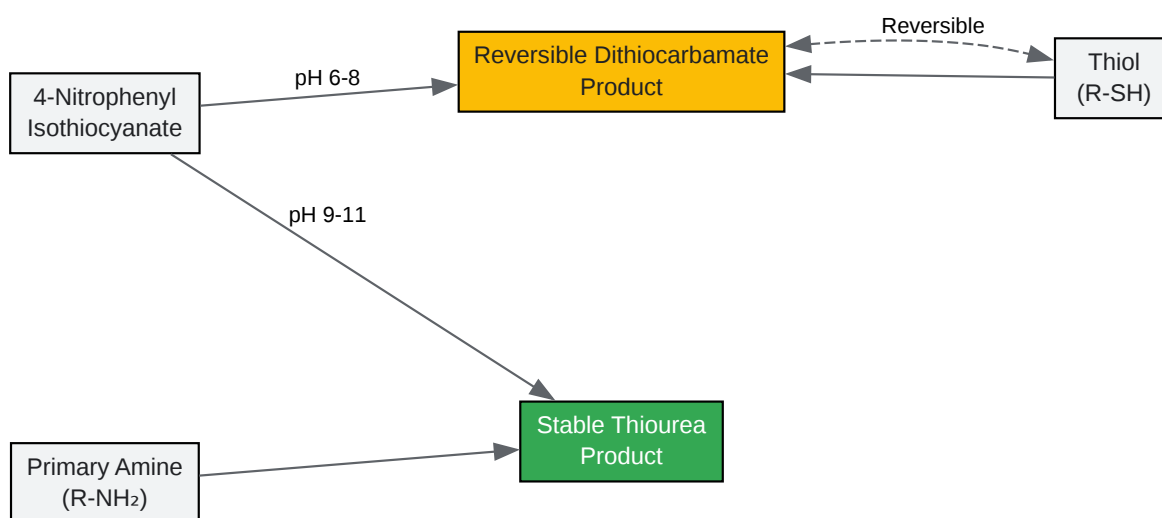 Reversible
Reversible Dithiocarbamate
Product
Thiol
(R-SH)
pH 6-8
4-Nitrophenyl
Isothiocyanate
pH 9-11
Stable Thiourea
Product
Primary Amine
(R-NH₂)